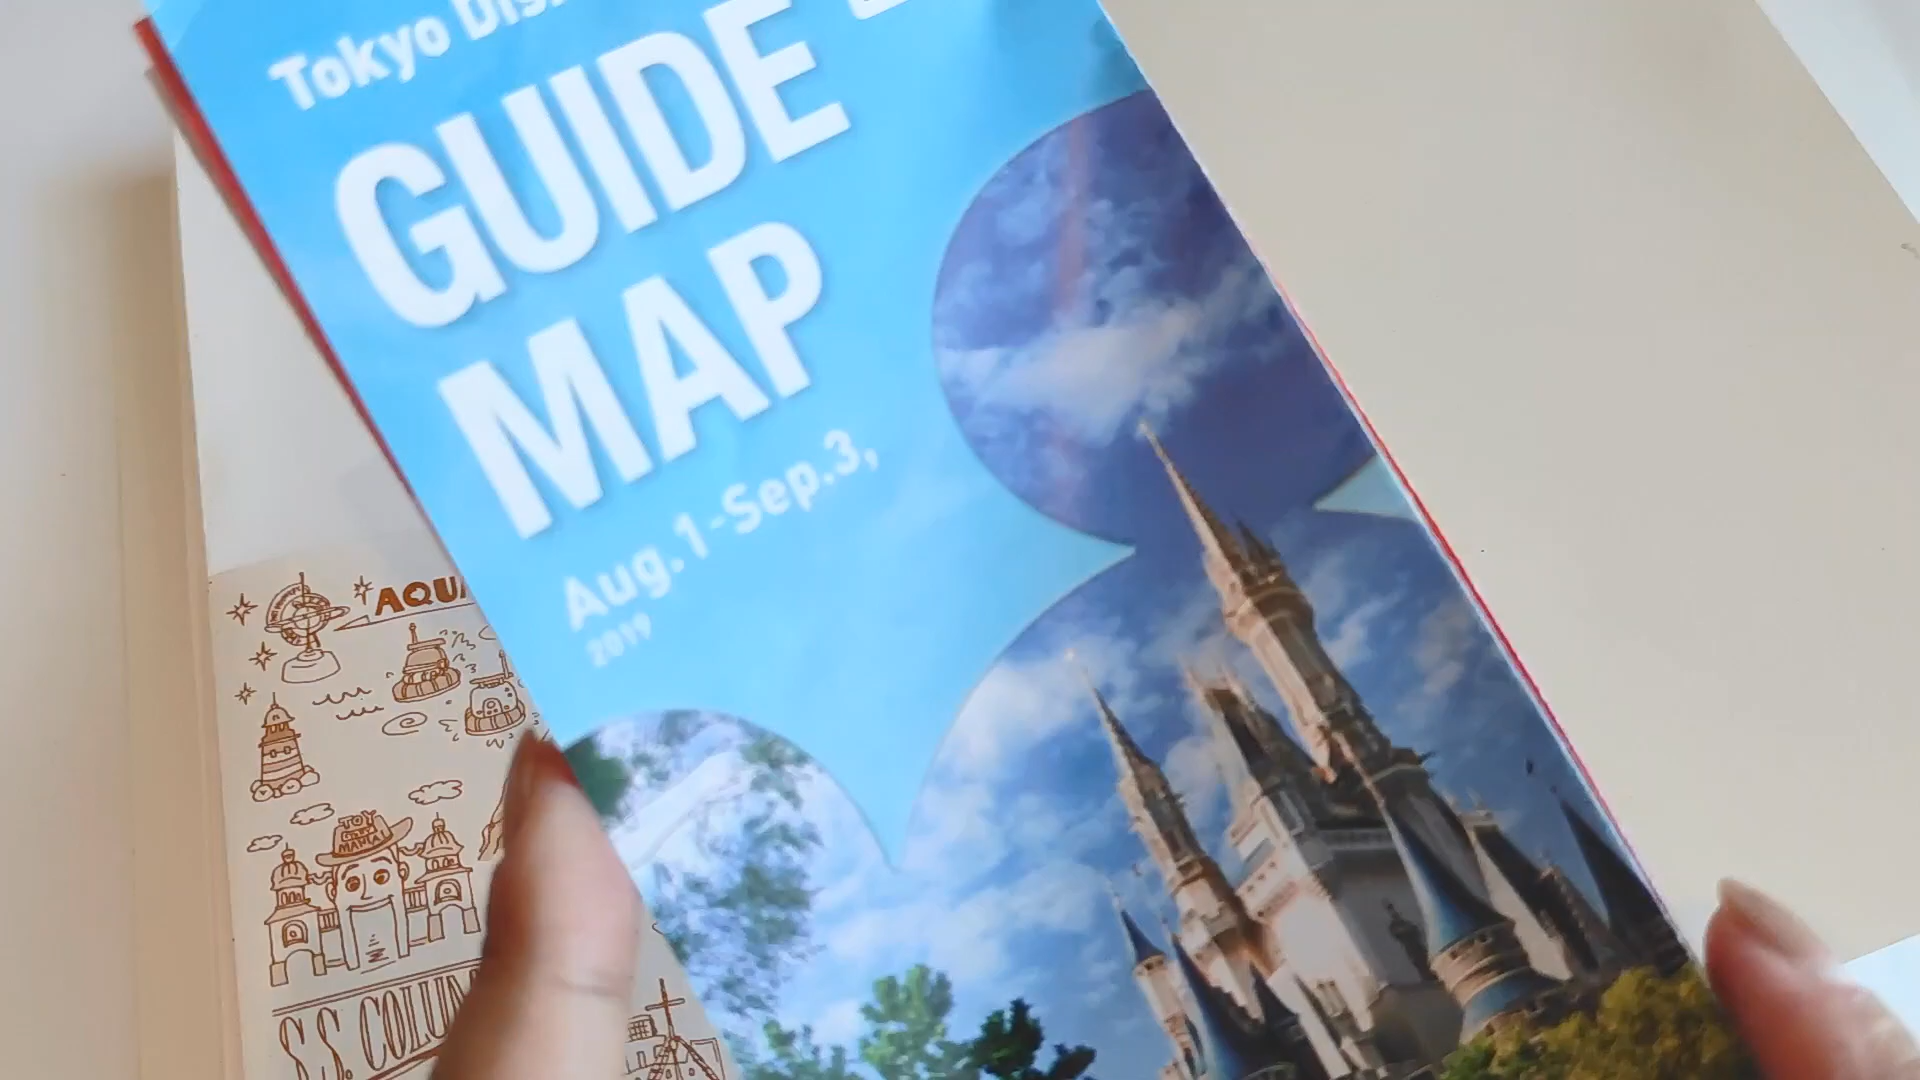 Tokyo Dis
GUIDE
MAP
Aug.1-Sep.3,
2019
AQUA
TOY
MANIA!
S.S. COLUM